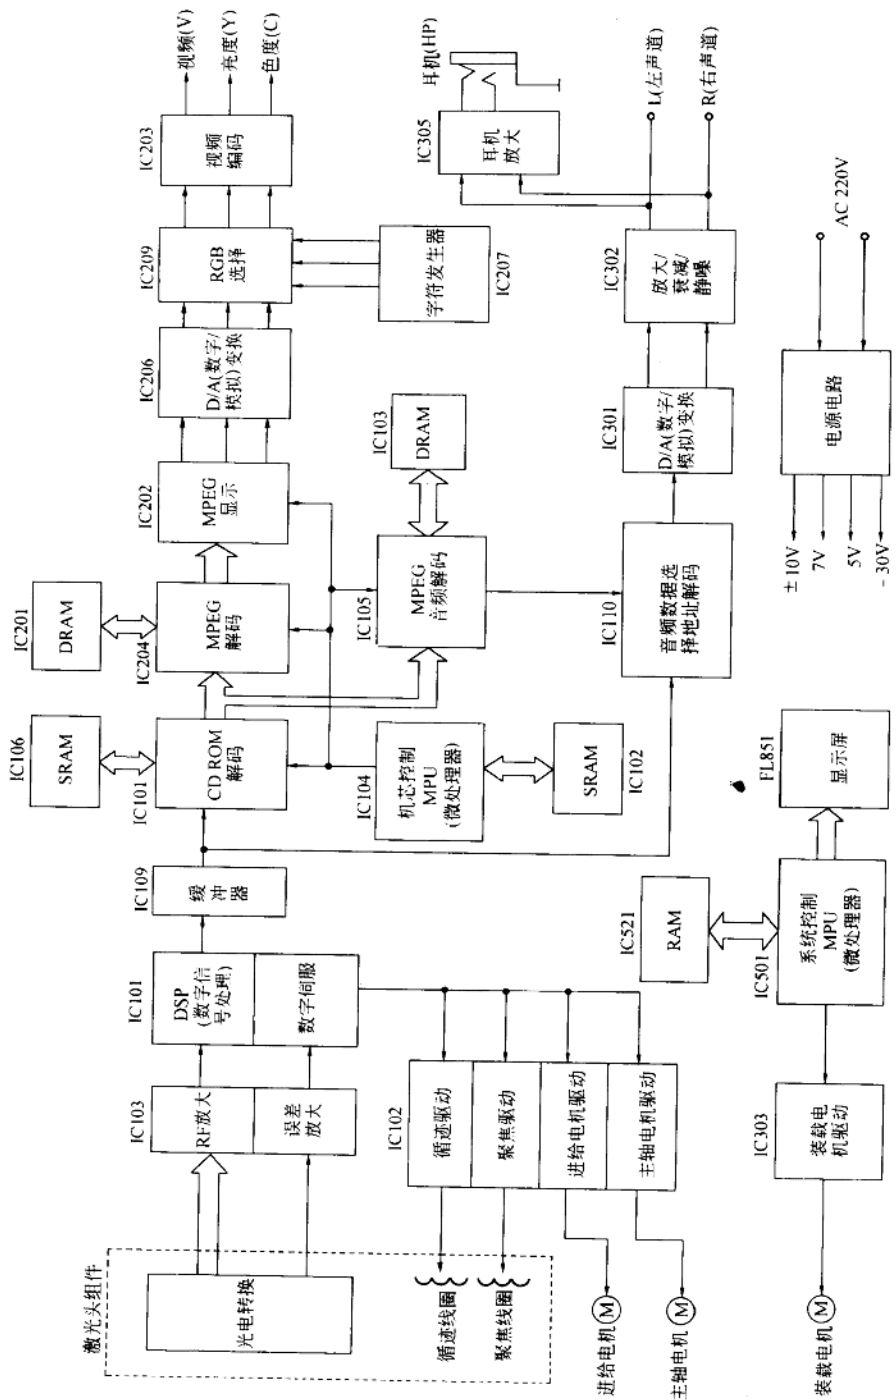 激光头组件
光电转换
循迹线圈
聚焦线圈
进给电机
M
主轴电机
M
装载电机
M
IC103
RF放大
误差
放大
IC101
DSP
(数字信
号处理)
数字伺服
IC102
循迹驱动
聚焦驱动
进给电机驱动
主轴电机驱动
IC303
装载电
机驱动
IC109
缓
冲
器
IC106
SRAM
IC101
CD ROM
解码
IC104
机芯控制
MPU
(微处理器)
SRAM
IC102
IC521
RAM
IC501
系统控制
MPU
(微处理器)
FL851
显示屏
IC201
DRAM
IC204
MPEG
解码
IC105
MPEG
音频解码
IC103
DRAM
IC110
音频数据选
择地址解码
IC202
MPEG
显示
IC206
D/A(数字/
模拟)变换
IC209
RGB
选择
字符发生器
IC207
IC203
视频
编码
视频(V)
亮度(Y)
色度(C)
IC301
D/A(数字/
模拟)变换
IC302
放大/
衰减/
静噪
IC305
耳机
放大
耳机(HP)
L(左声道)
R(右声道)
电源电路
AC 220V
±10V
7V
5V
-30V